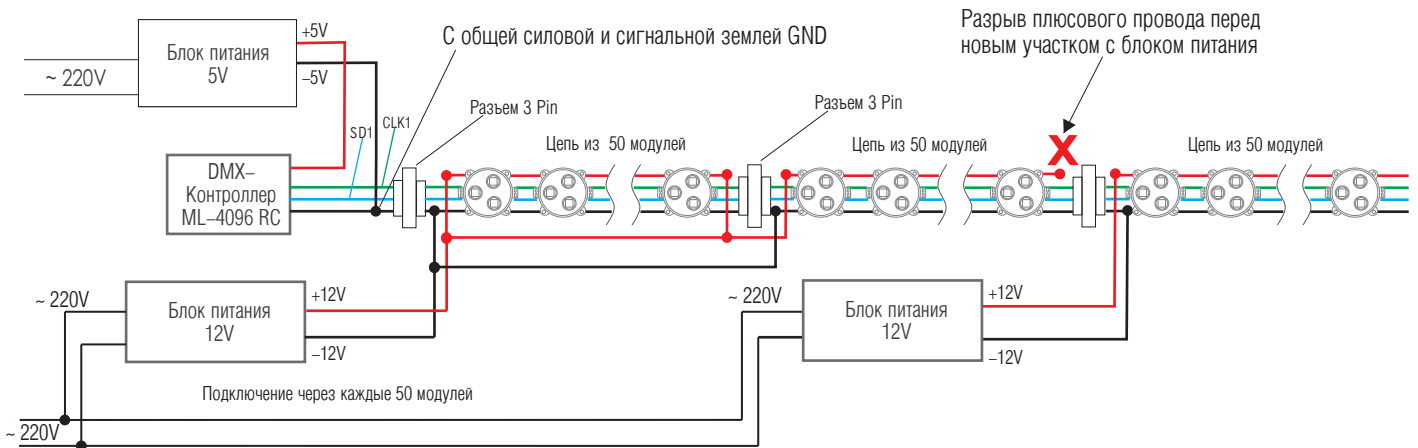 Блок питания
5V
~ 220V
+5V
–5V
С общей силовой и сигнальной землей GND
Разрыв плюсового провода перед
новым участком с блоком питания
SD1
CLK1
Разъем 3 Pin
Разъем 3 Pin
DMX–
Контроллер
ML–4096 RC
Цепь из 50 модулей
Цепь из 50 модулей
X
Цепь из 50 модулей
~ 220V
Блок питания
12V
+12V
–12V
~ 220V
Блок питания
12V
+12V
–12V
Подключение через каждые 50 модулей
~ 220V